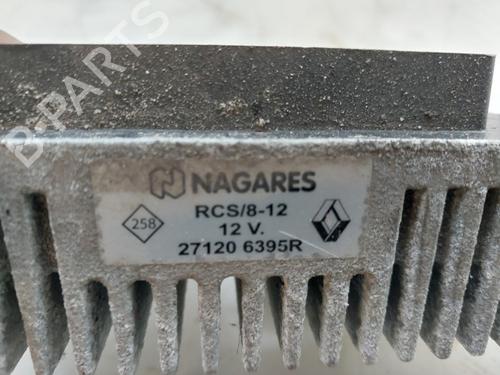 B-PARTS
NAGARES
258
RCS/8-12
12 V.
27120 6395R